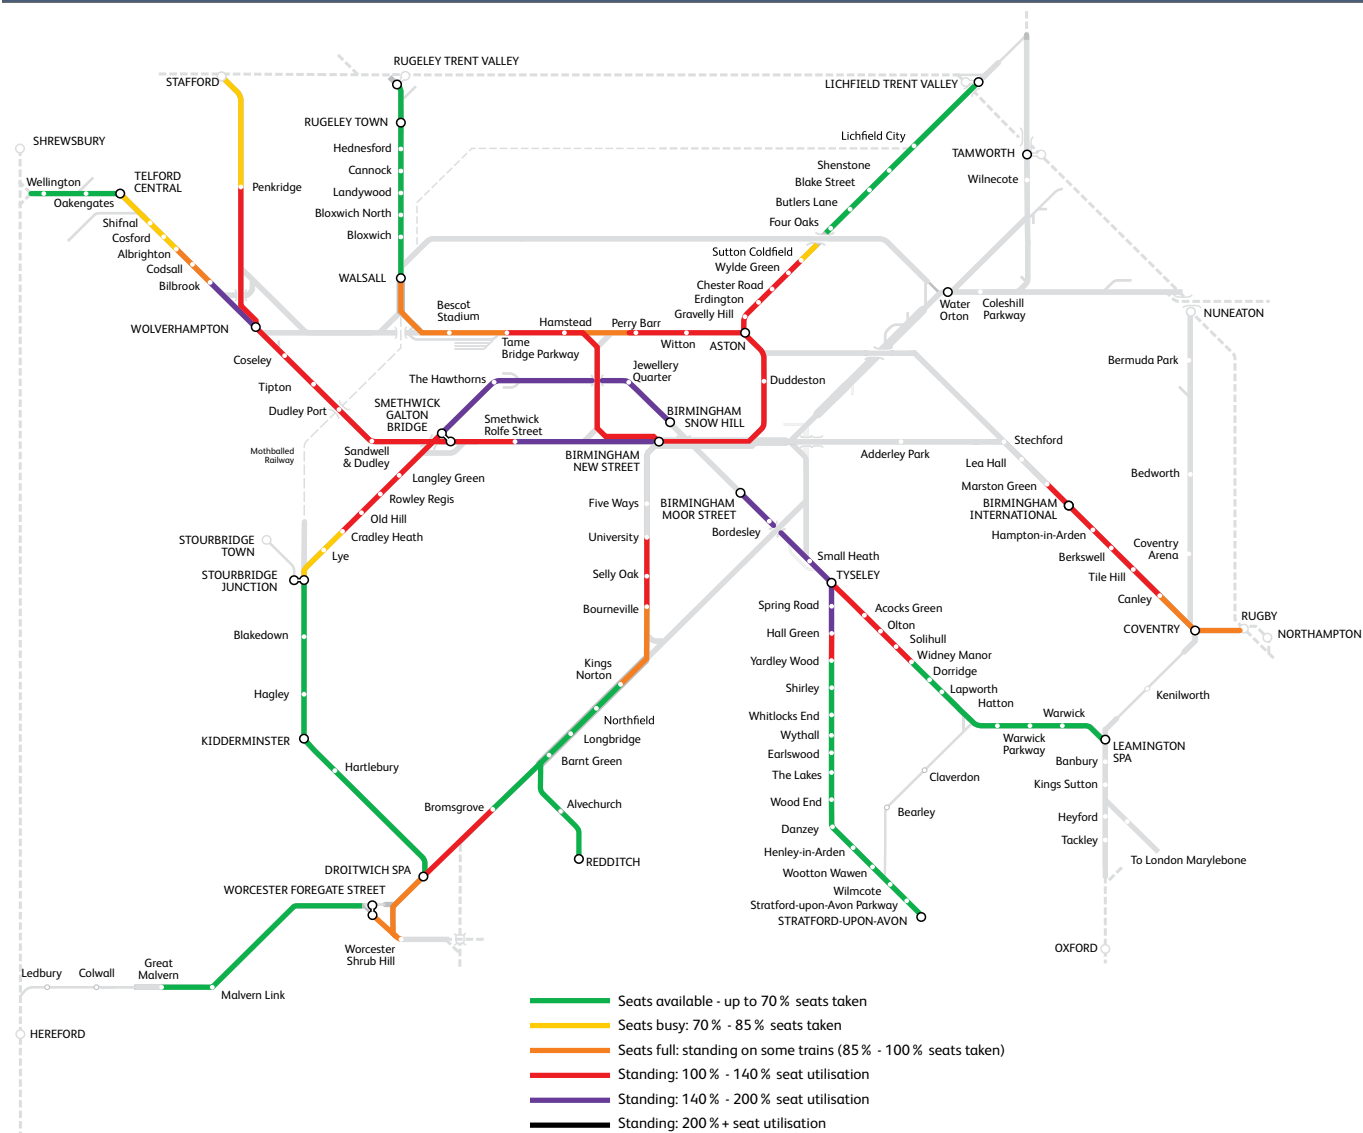 RUGELEY TRENT VALLEY
STAFFORD
LICHFIELD TRENT VALLEY
RUGELEY TOWN
Lichfield City
SHREWSBURY
Hednesford
TAMWORTH
Shenstone
Cannock
Wilnecote
Blake Street
Wellington
TELFORD
CENTRAL
Penkridge
Landywood
Butlers Lane
Oakengates
Bloxwich North
Four Oaks
Shifnal
Bloxwich
Cosford
Sutton Coldfield
Albrighton
Wylde Green
Codsall
WALSALL
Chester Road
Bilbrook
Erdington
Bescot
Stadium
Gravelly Hill
Water
Orton
Coleshill
Parkway
NUNEATON
WOLVERHAMPTON
Hamstead
Perry Barr
Tame
Bridge Parkway
Witton
ASTON
Coseley
Bermuda Park
Jewellery
Quarter
The Hawthorns
Duddeston
Tipton
Dudley Port
SMETHWICK
GALTON
BRIDGE
Smethwick
Rolfe Street
BIRMINGHAM
SNOW HILL
Stechford
Mothballed
Railway
Sandwell
& Dudley
BIRMINGHAM
NEW STREET
Adderley Park
Lea Hall
Langley Green
Bedworth
Marston Green
Rowley Regis
Five Ways
BIRMINGHAM
MOOR STREET
BIRMINGHAM
INTERNATIONAL
Old Hill
Bordesley
Hampton-in-Arden
Cradley Heath
University
STOURBRIDGE
TOWN
Lye
Coventry
Arena
Berkswell
Small Heath
STOURBRIDGE
JUNCTION
Selly Oak
TYSELEY
Tile Hill
Canley
Spring Road
Acocks Green
Bourneville
RUGBY
Olton
COVENTRY
NORTHAMPTON
Blakedown
Hall Green
Solihull
Widney Manor
Yardley Wood
Kings
Norton
Dorridge
Shirley
Lapworth
Hagley
Kenilworth
Hatton
Whitlocks End
Warwick
Northfield
Wythall
KIDDERMINSTER
Longbridge
Warwick
Parkway
LEAMINGTON
SPA
Earlswood
Barnt Green
Banbury
Hartlebury
The Lakes
Claverdon
Kings Sutton
Bromsgrove
Alvechurch
Wood End
Bearley
Heyford
Danzey
Tackley
Henley-in-Arden
REDDITCH
To London Marylebone
DROITWICH SPA
Wootton Wawen
WORCESTER FOREGATE STREET
Wilmcote
Stratford-upon-Avon Parkway
STRATFORD-UPON-AVON
Worcester
Shrub Hill
OXFORD
Ledbury
Colwall
Great
Malvern
Malvern Link
HEREFORD
Seats available - up to 70% seats taken
Seats busy: 70% - 85% seats taken
Seats full: standing on some trains (85% - 100% seats taken)
Standing: 100% - 140% seat utilisation
Standing: 140% - 200% seat utilisation
Standing: 200%+ seat utilisation